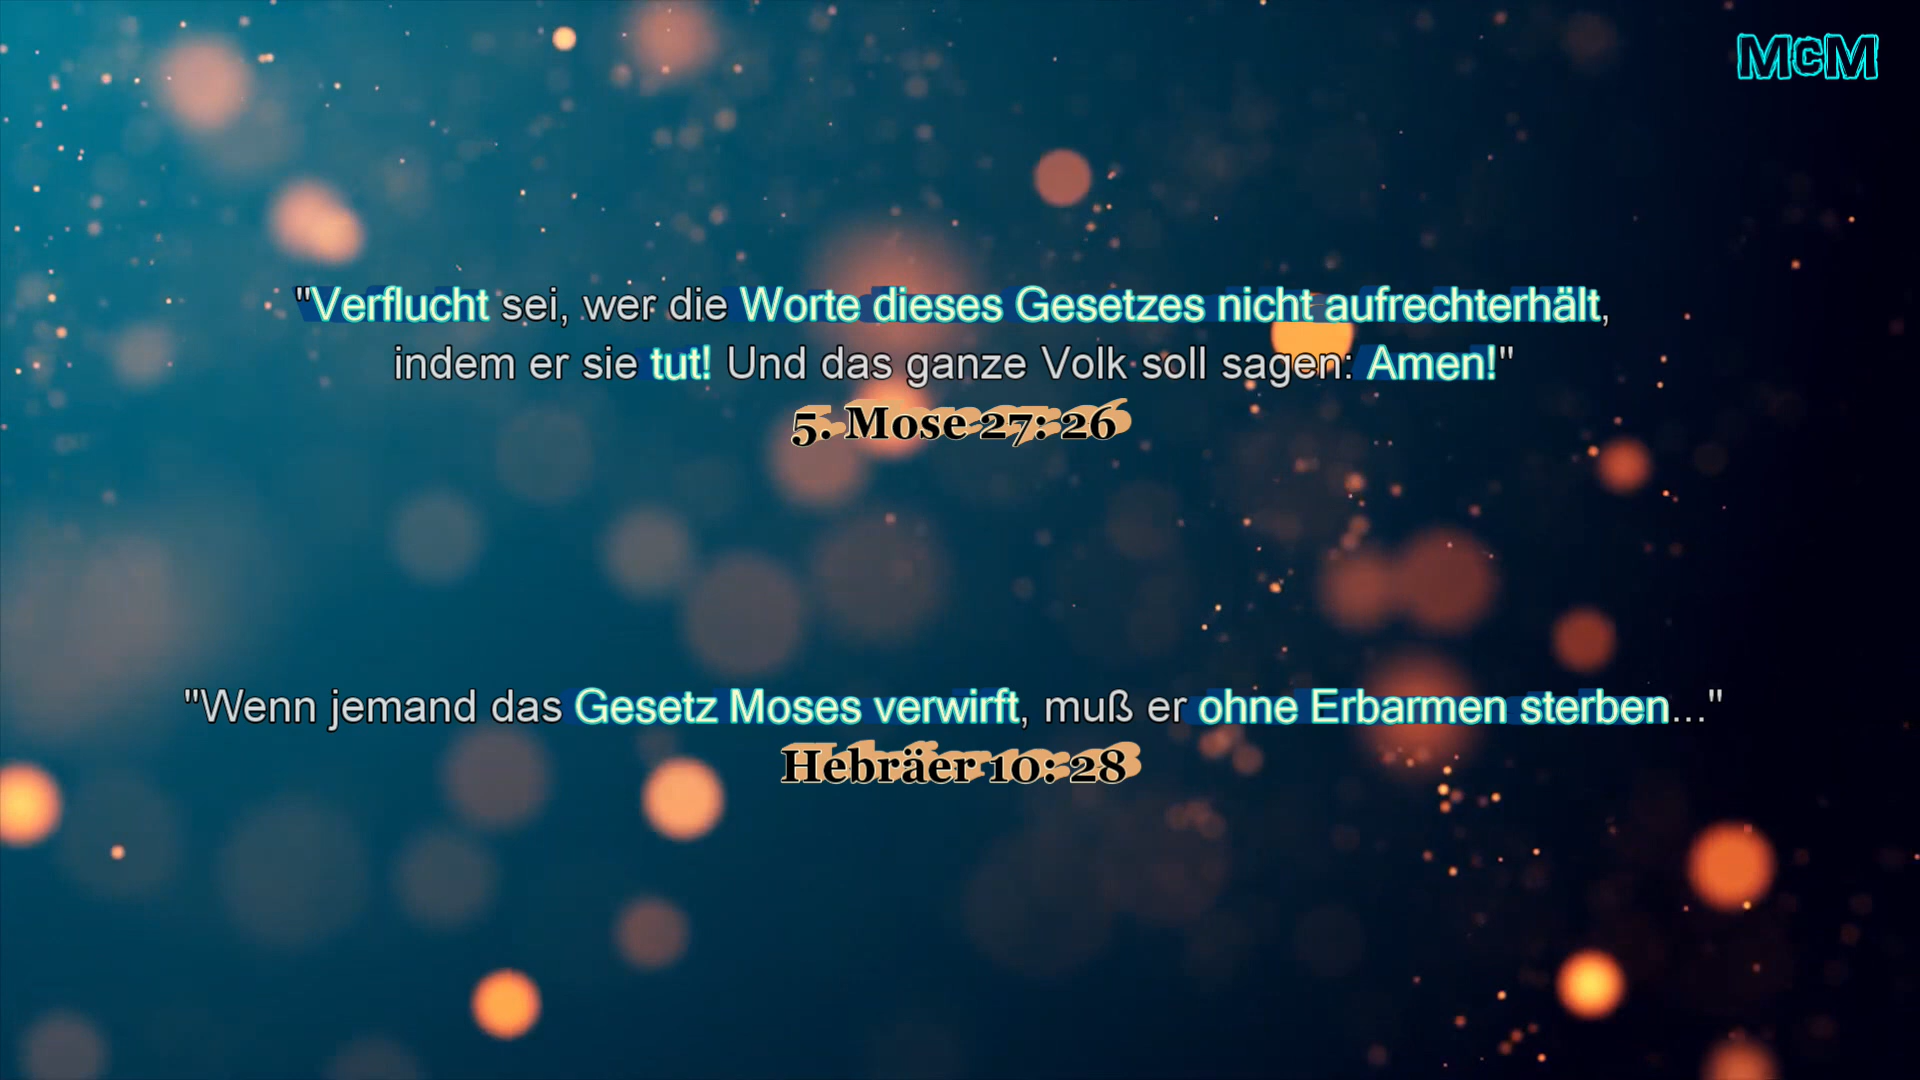 McM
"Verflucht sei, wer die Worte dieses Gesetzes nicht aufrechterhält,
indem er sie tut! Und das ganze Volk soll sagen: Amen!"
5. Mose 27: 26
"Wenn jemand das Gesetz Moses verwirft, muß er ohne Erbarmen sterben..."
Hebräer 10: 28